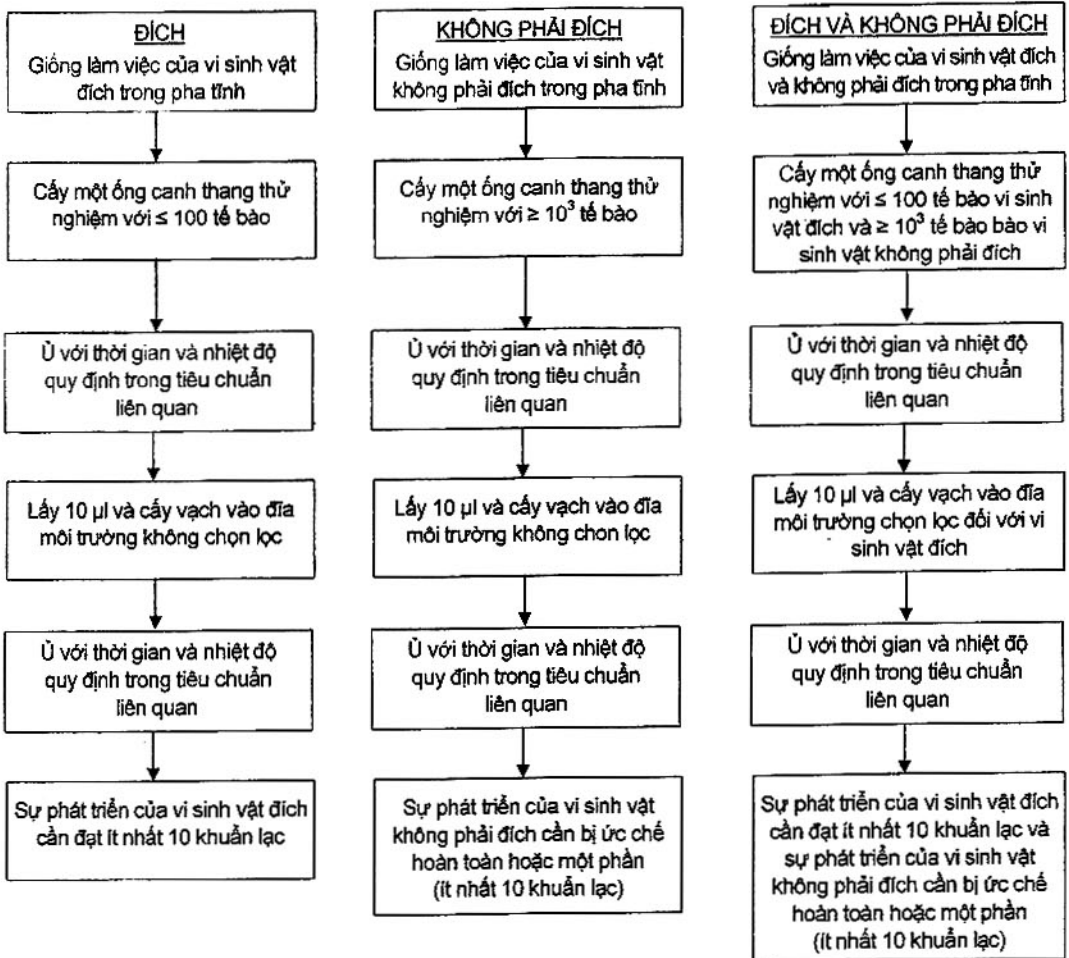 ĐÍCH
Giống làm việc của vi sinh vật
đích trong pha tĩnh
Cấy một ống canh thang thử
nghiệm với ≤ 100 tế bào
Ủ với thời gian và nhiệt độ
quy định trong tiêu chuẩn
liên quan
Lấy 10 µl và cấy vạch vào đĩa
môi trường không chọn lọc
Ủ với thời gian và nhiệt độ
quy định trong tiêu chuẩn
liên quan
Sự phát triển của vi sinh vật đích
cần đạt ít nhất 10 khuẩn lạc
KHÔNG PHẢI ĐÍCH
Giống làm việc của vi sinh vật
không phải đích trong pha tĩnh
Cấy một ống canh thang thử
nghiệm với ≥ 10³ tế bào
Ủ với thời gian và nhiệt độ
quy định trong tiêu chuẩn
liên quan
Lấy 10 µl và cấy vạch vào đĩa
môi trường không chon lọc
Ủ với thời gian và nhiệt độ
quy định trong tiêu chuẩn
liên quan
Sự phát triển của vi sinh vật
không phải đích cần bị ức chế
hoàn toàn hoặc một phần
(ít nhất 10 khuẩn lạc)
ĐÍCH VÀ KHÔNG PHẢI ĐÍCH
Giống làm việc của vi sinh vật đích
và không phải đích trong pha tĩnh
Cấy một ống canh thang thử
nghiệm với ≤ 100 tế bào vi sinh
vật đích và ≥ 10³ tế bào bào vi
sinh vật không phải đích
Ủ với thời gian và nhiệt độ
quy định trong tiêu chuẩn
liên quan
Lấy 10 µl và cấy vạch vào đĩa
môi trường chọn lọc đối với vi
sinh vật đích
Ủ với thời gian và nhiệt độ
quy định trong tiêu chuẩn
liên quan
Sự phát triển của vi sinh vật đích
cần đạt ít nhất 10 khuẩn lạc và
sự phát triển của vi sinh vật
không phải đích cần bị ức chế
hoàn toàn hoặc một phần
(ít nhất 10 khuẩn lạc)